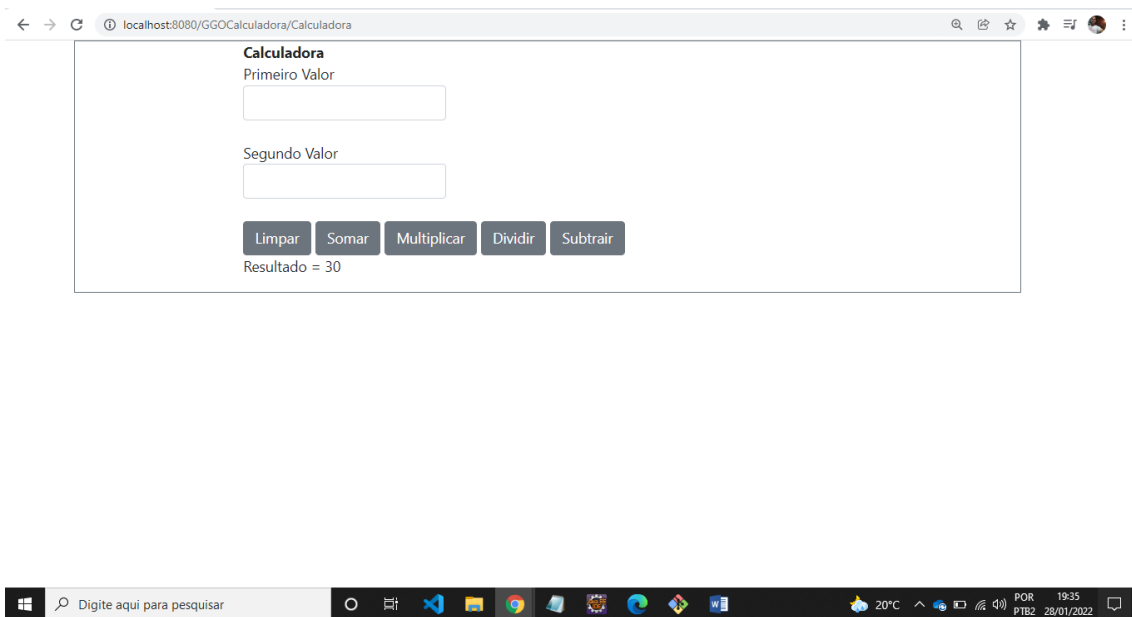 localhost:8080/GGOCalculadora/Calculadora
Calculadora
Primeiro Valor
Segundo Valor
Limpar Somar Multiplicar Dividir Subtrair
Resultado = 30
Digite aqui para pesquisar 20°C POR 19:35
PTB2 28/01/2022